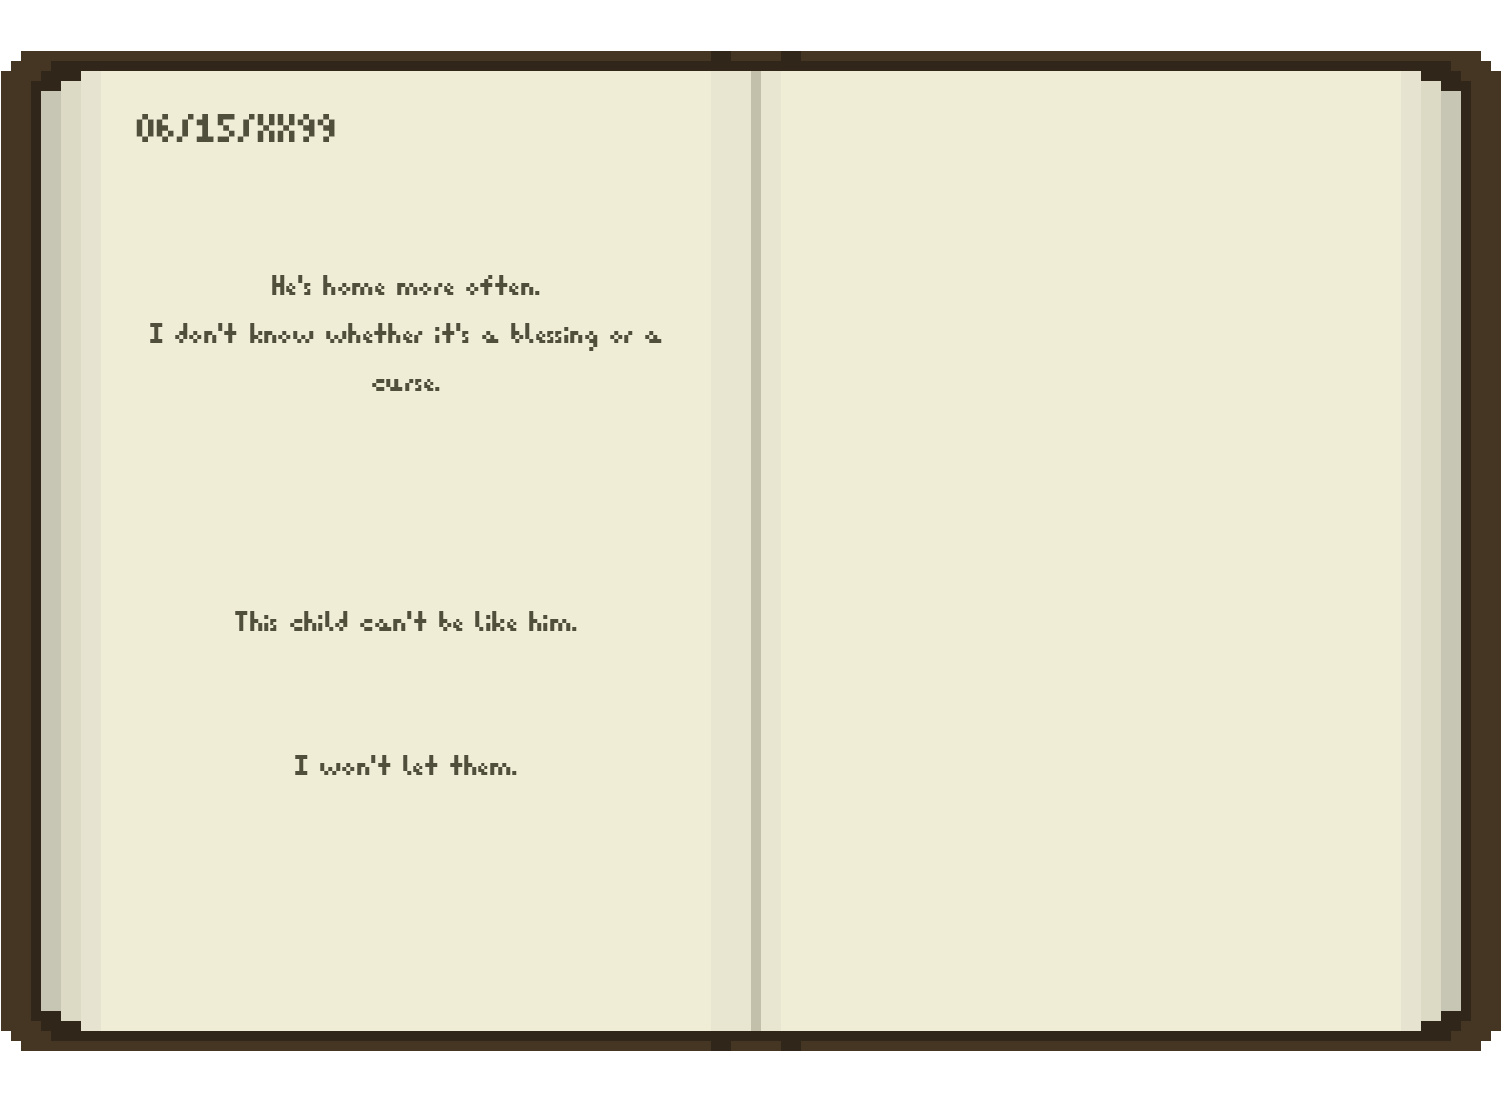 06/15/XX99
He's home more often.
I don't know whether it's a blessing or a
curse.
This child can't be like him.
I won't let them.